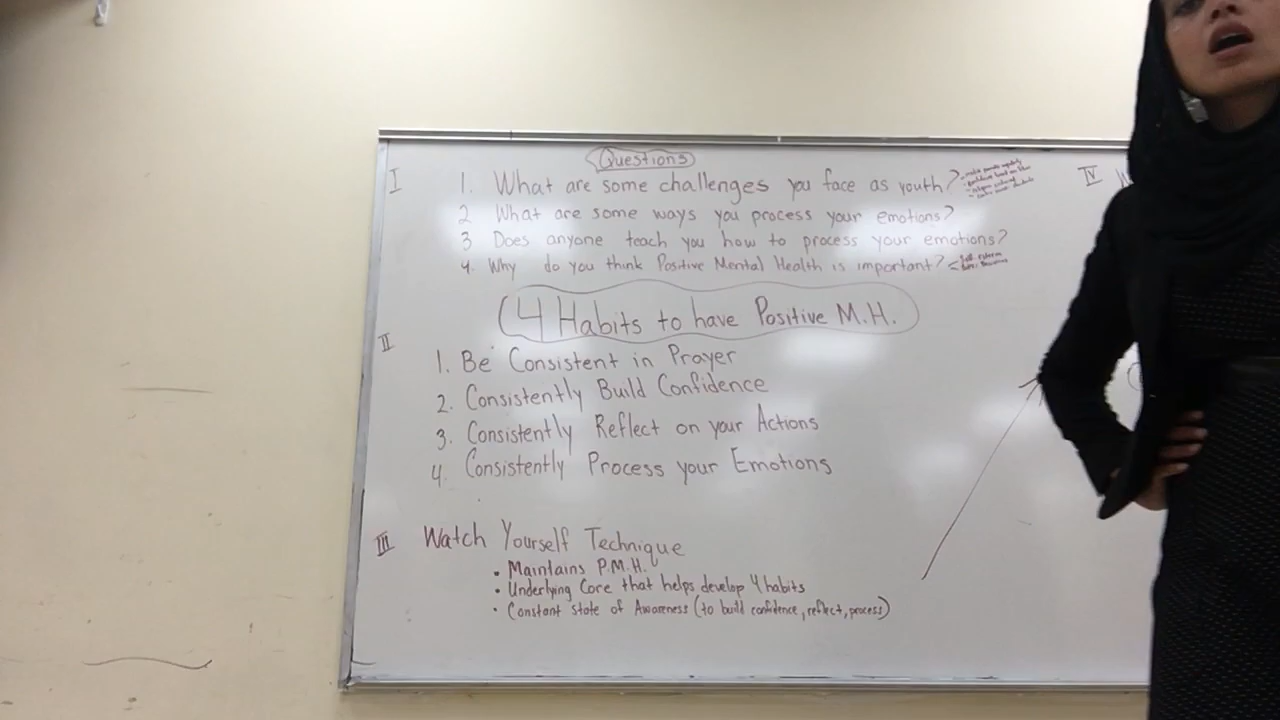 Questions
I
1. What are some challenges you face as youth?
2 What are some ways you process your emotions?
3 Does anyone teach you how to process your emotions?
4. Why do you think Positive Mental Health is important?
Self-esteem
4 Habits to have Positive M.H.
II
1. Be Consistent in Prayer
2. Consistently Build Confidence
3. Consistently Reflect on your Actions
4. Consistently Process your Emotions
III Watch Yourself Technique
• Maintains P.M.H.
• Underlying Core that helps develop 4 habits
• Constant State of Awareness (to build confidence, reflect, process)
IV